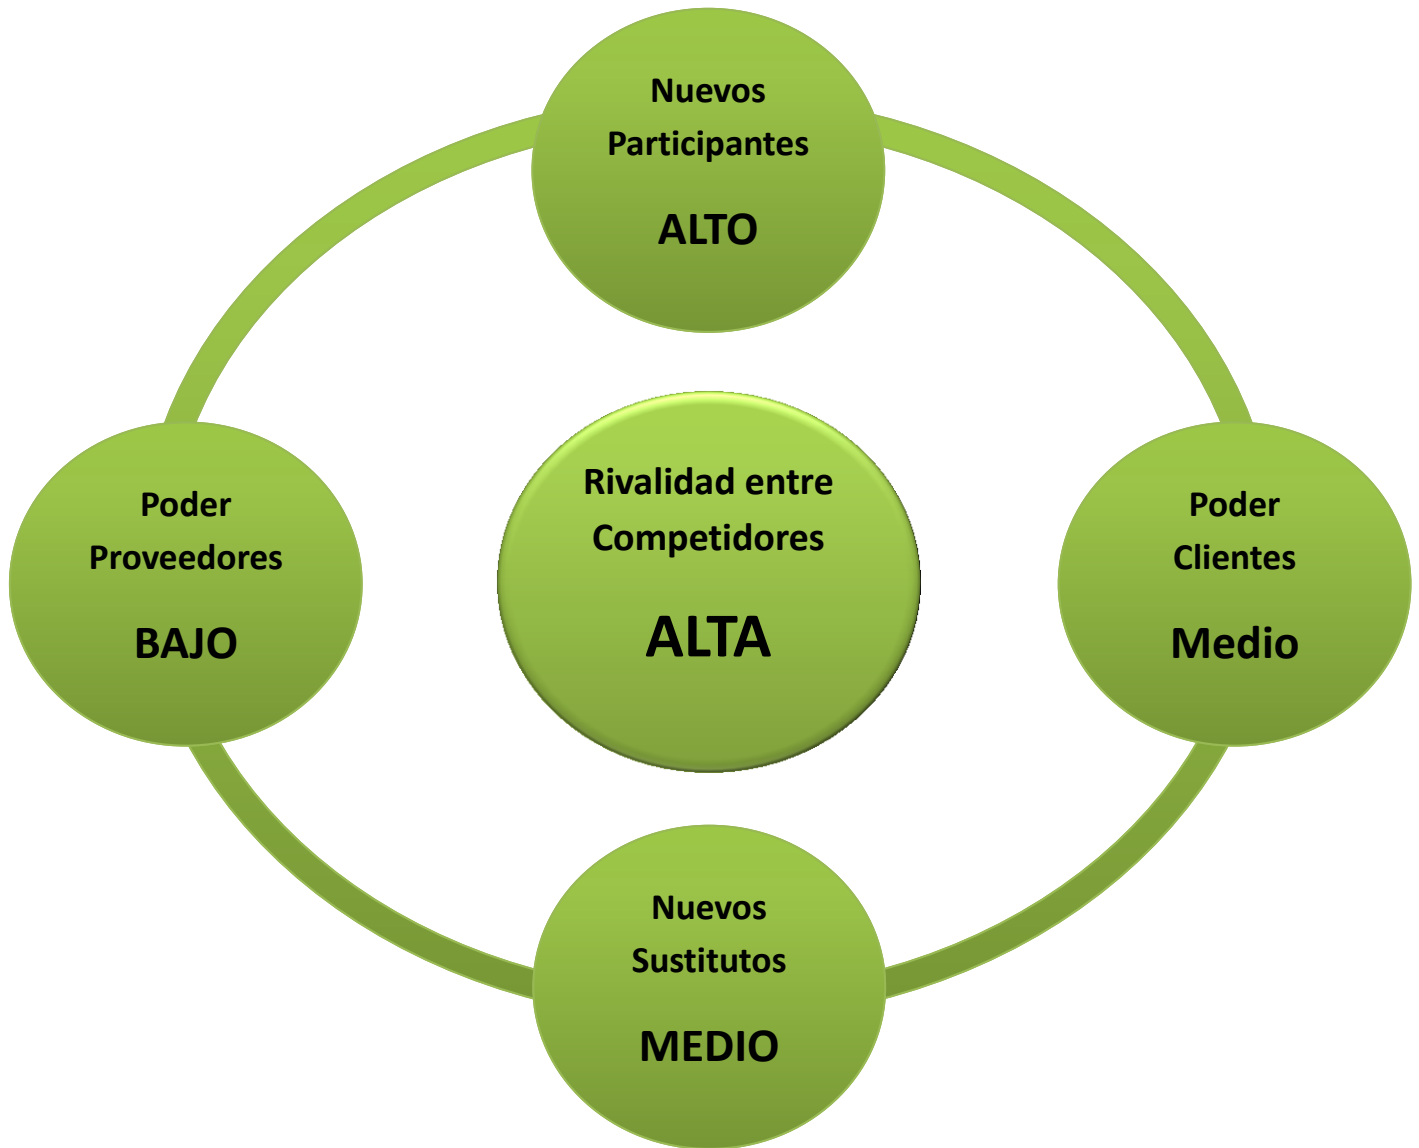 Nuevos
Participantes
ALTO
Poder
Proveedores
BAJO
Rivalidad entre
Competidores
ALTA
Poder
Clientes
Medio
Nuevos
Sustitutos
MEDIO